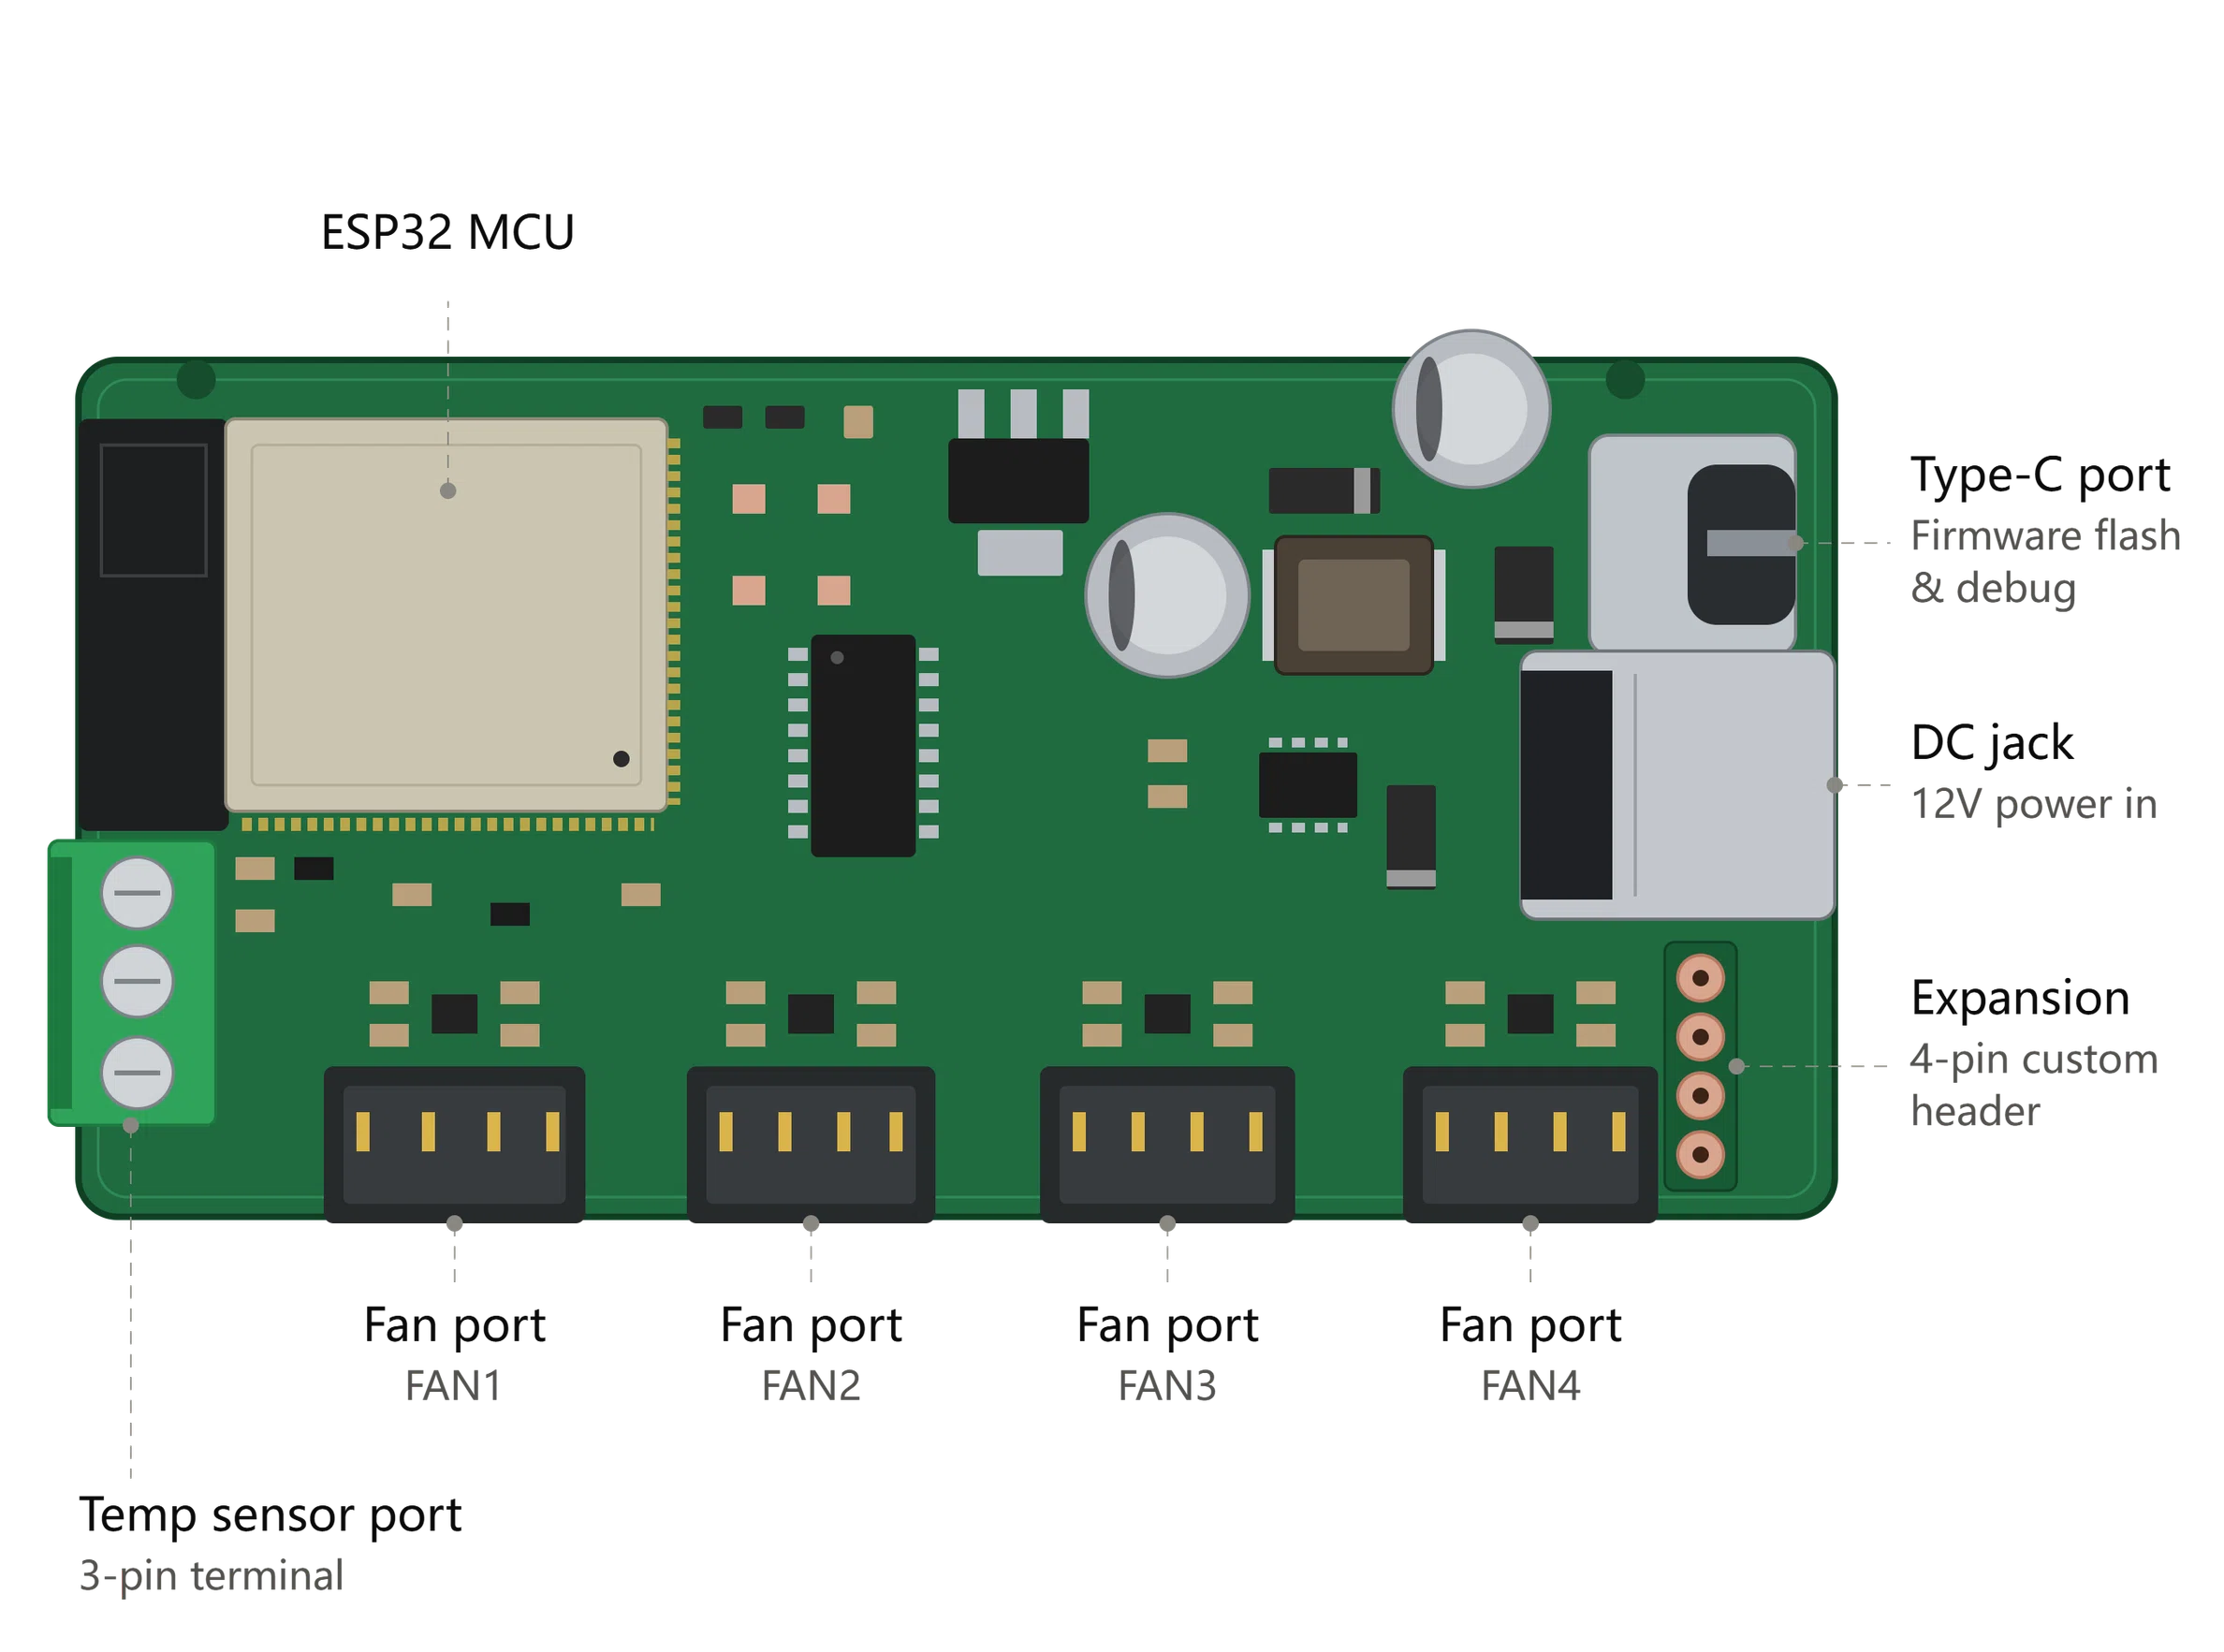 ESP32 MCU
Type-C port
Firmware flash
& debug
DC jack
12V power in
Expansion
4-pin custom
header
Fan port
FAN1
Fan port
FAN2
Fan port
FAN3
Fan port
FAN4
Temp sensor port
3-pin terminal